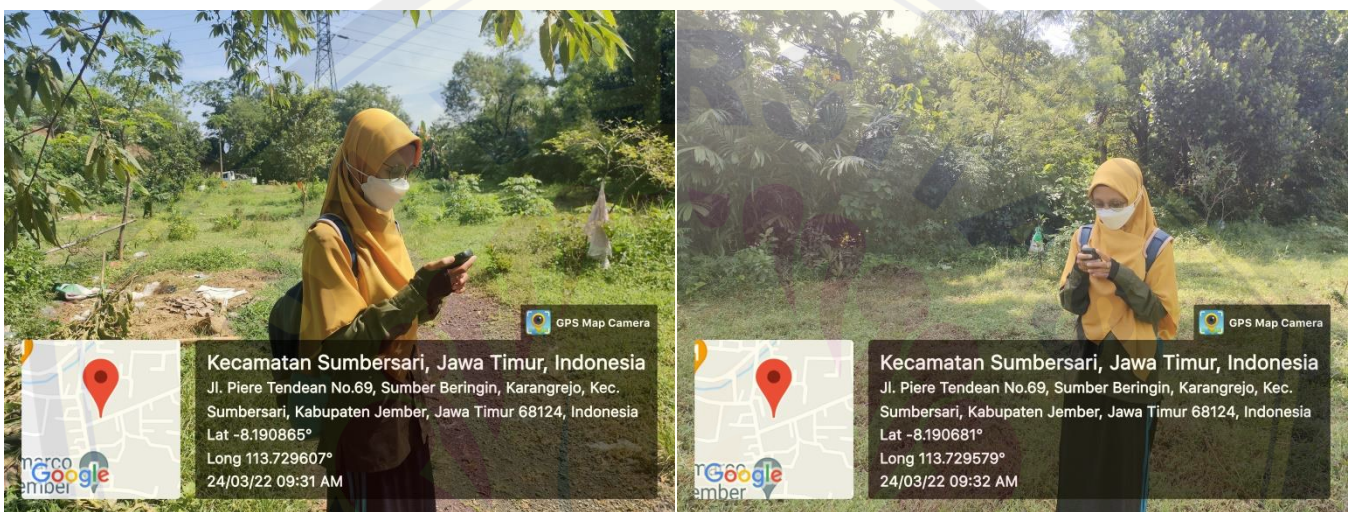 GPS Map Camera
Kecamatan Sumbersari, Jawa Timur, Indonesia
Jl. Piere Tendean No.69, Sumber Beringin, Karangrejo, Kec.
Sumbersari, Kabupaten Jember, Jawa Timur 68124, Indonesia
Lat -8.190865°
Long 113.729607°
24/03/22 09:31 AM
Google
GPS Map Camera
Kecamatan Sumbersari, Jawa Timur, Indonesia
Jl. Piere Tendean No.69, Sumber Beringin, Karangrejo, Kec.
Sumbersari, Kabupaten Jember, Jawa Timur 68124, Indonesia
Lat -8.190681°
Long 113.729579°
24/03/22 09:32 AM
Google